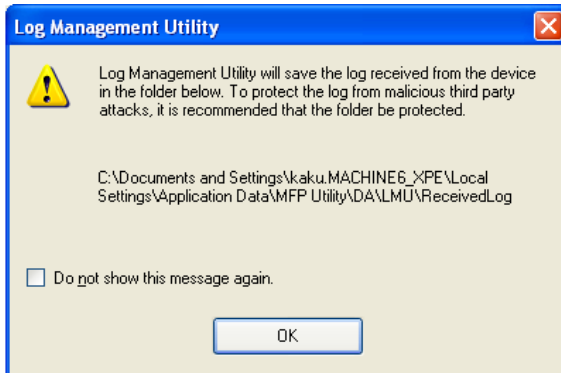 Log Management Utility
Log Management Utility will save the log received from the device
in the folder below. To protect the log from malicious third party
attacks, it is recommended that the folder be protected.
C:\Documents and Settings\kaku.MACHINE6_XPE\Local
Settings\Application Data\MFP Utility\DA\LMU\ReceivedLog
Do not show this message again.
OK